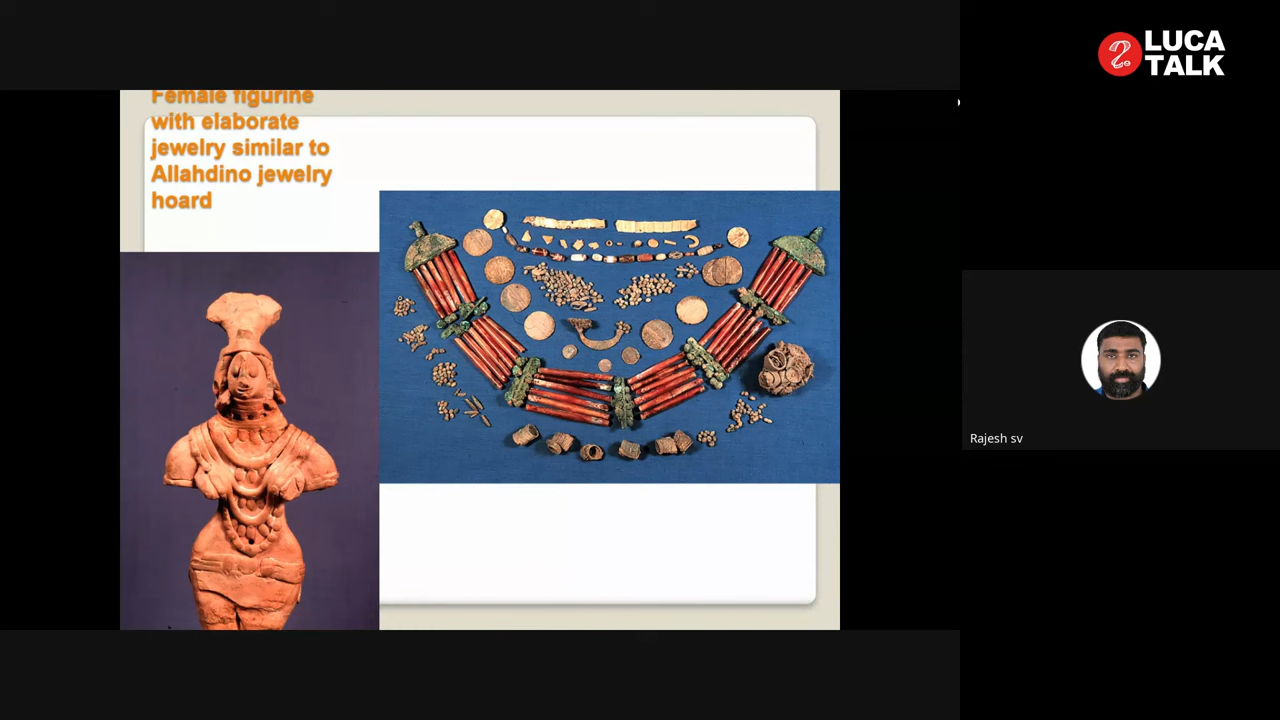 Female figurine
with elaborate
jewelry similar to
Allahdino jewelry
hoard
LUCA
TALK
Rajesh sv